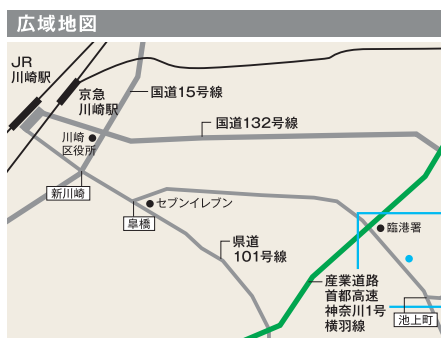 広域地図
JR
川崎駅
京急
川崎駅
国道15号線
国道132号線
川崎
区役所
新川崎
セブンイレブン
皐橋
臨港署
県道
101号線
産業道路
首都高速
神奈川1号
横羽線
池上町